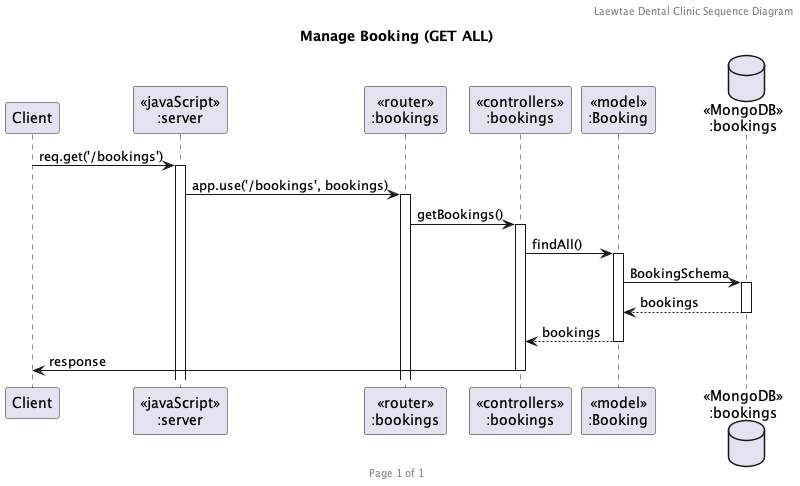 Laewtae Dental Clinic Sequence Diagram
Manage Booking (GET ALL)
Client
«javaScript»
:server
«router»
:bookings
«controllers»
:bookings
«model»
:Booking
«MongoDB»
:bookings
req.get('/bookings')
app.use('/bookings', bookings)
getBookings()
findAll()
BookingSchema
bookings
bookings
response
Client
«javaScript»
:server
«router»
:bookings
«controllers»
:bookings
«model»
:Booking
«MongoDB»
:bookings
Page 1 of 1